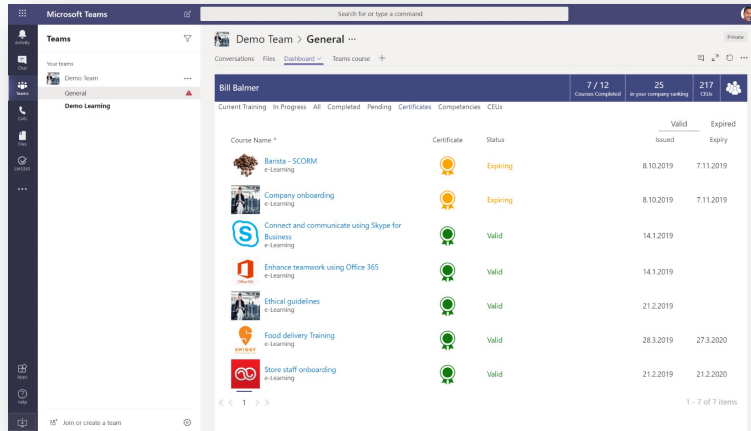 Microsoft Teams
Search for or type a command
Activity
Chat
Teams
Calls
Files
LMS365
Apps
Help
Teams
Your teams
Demo Team
General
Demo Learning
Join or create a team
Demo Team > General
Private
Conversations Files Dashboard Teams course
Bill Balmer
7 / 12
Courses Completed
25
in your company ranking
217
CEUs
Current Training In Progress All Completed Pending Certificates Competencies CEUs
Valid Expired
Course Name Certificate Status Issued Expiry
Barista - SCORM
e-Learning
Expiring 8.10.2019 7.11.2019
Company onboarding
e-Learning
Expiring 8.10.2019 7.11.2019
Connect and communicate using Skype for
Business
e-Learning
Valid 14.1.2019
Office 365
Enhance teamwork using Office 365
e-Learning
Valid 14.1.2019
Ethical guidelines
e-Learning
Valid 21.2.2019
SWIGGY
Food delivery Training
e-Learning
Valid 28.3.2019 27.3.2020
Store staff onboarding
e-Learning
Valid 21.2.2019 21.2.2020
1
1 - 7 of 7 items